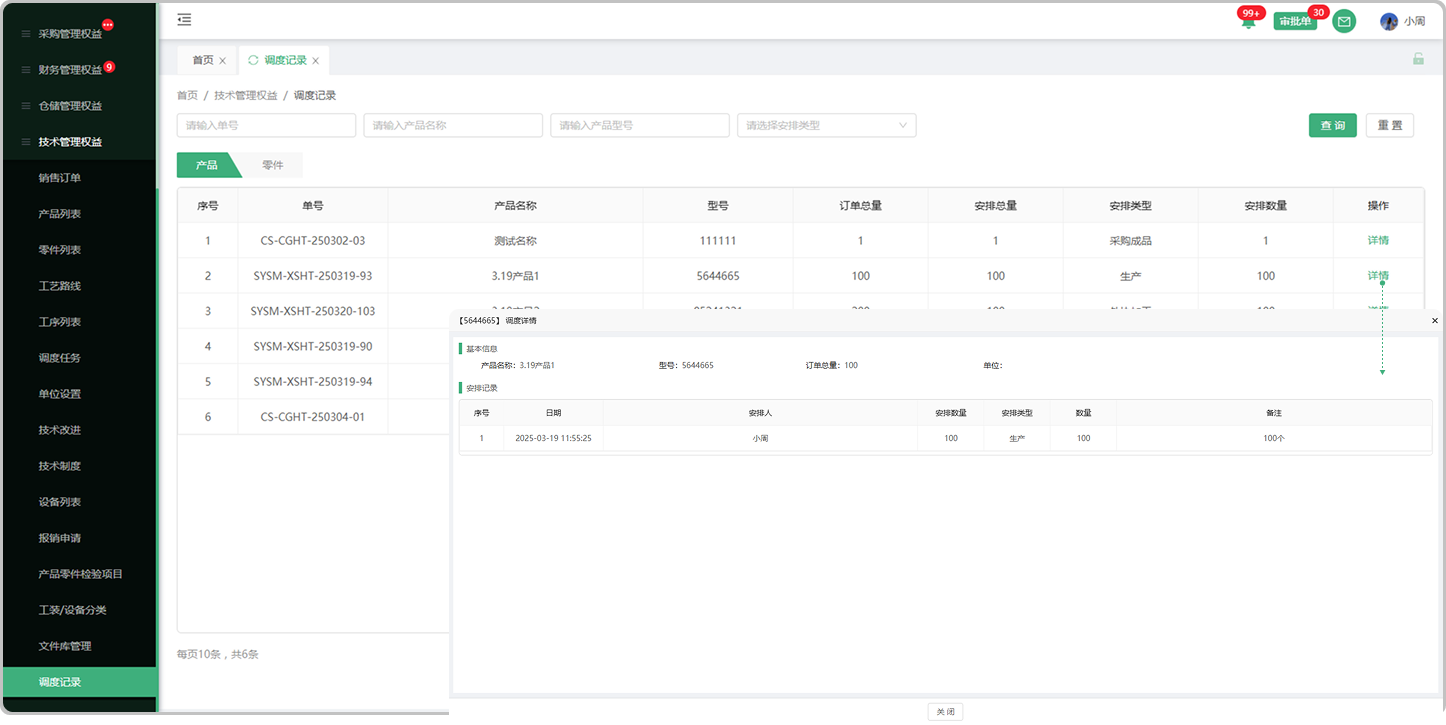 采购管理权益
财务管理权益 9
仓储管理权益
技术管理权益
销售订单
产品列表
零件列表
工艺路线
工序列表
调度任务
单位设置
技术改进
技术制度
设备列表
报销申请
产品零件检验项目
工装/设备分类
文件库管理
调度记录
99+ 审批单 30 小周
首页 调度记录
首页 / 技术管理权益 / 调度记录
请输入单号 请输入产品名称 请输入产品型号 请选择安排类型 查 询 重 置
产品 零件
序号 单号 产品名称 型号 订单总量 安排总量 安排类型 安排数量 操作
1 CS-CGHT-250302-03 测试名称 111111 1 1 采购成品 1 详情
2 SYSM-XSHT-250319-93 3.19产品1 5644665 100 100 生产 100 详情
3 SYSM-XSHT-250320-103
4 SYSM-XSHT-250319-90
5 SYSM-XSHT-250319-94
6 CS-CGHT-250304-01
每页10条，共6条
【5644665】 调度详情
基本信息
产品名称: 3.19产品1 型号: 5644665 订单总量: 100 单位:
安排记录
序号 日期 安排人 安排数量 安排类型 数量 备注
1 2025-03-19 11:55:25 小周 100 生产 100 100个
关 闭